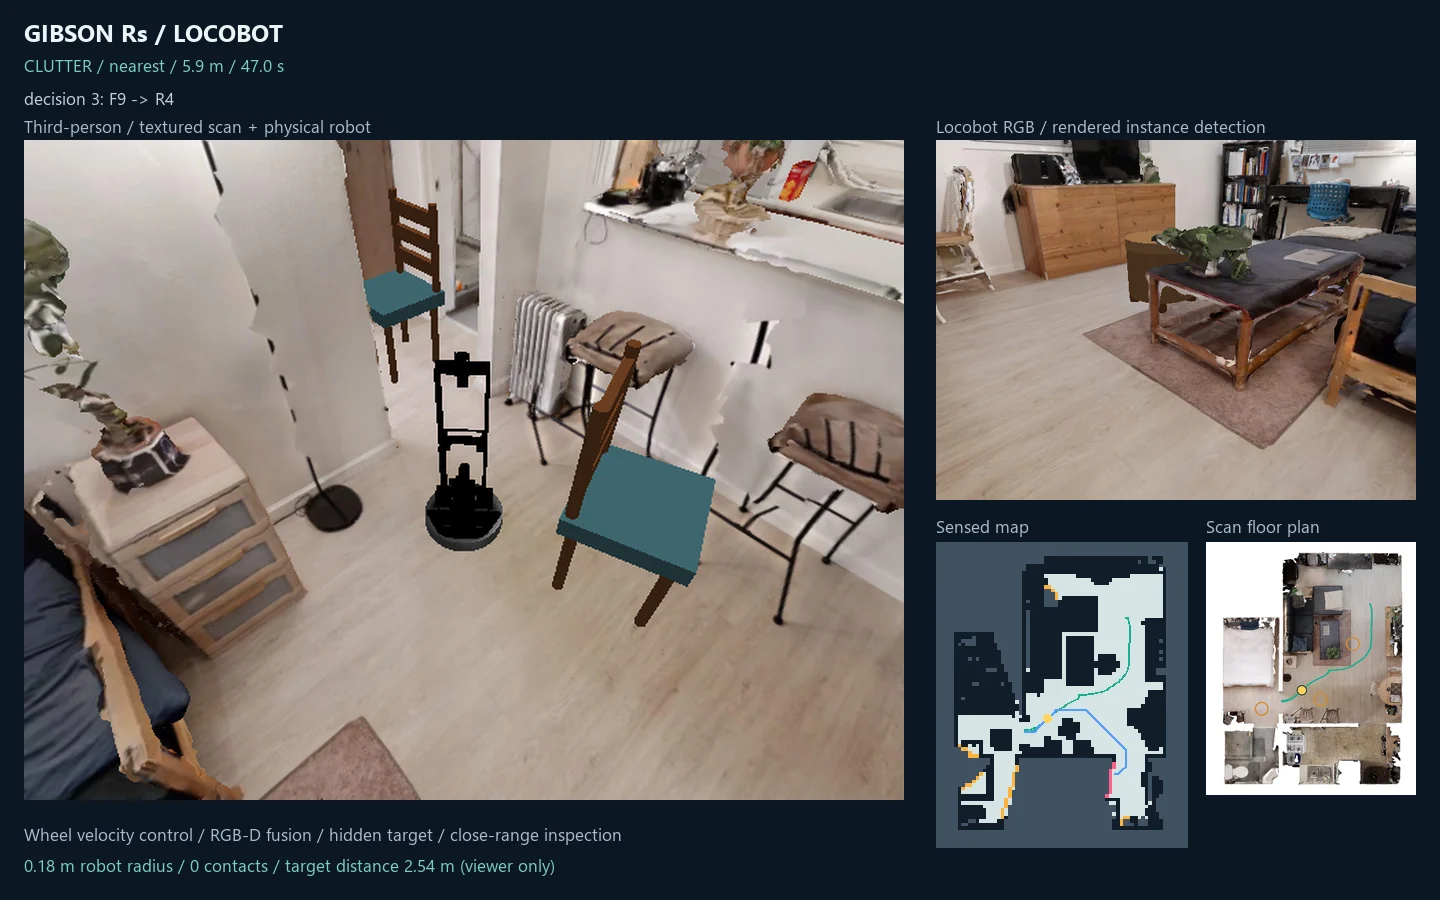 GIBSON Rs / LOCOBOT
CLUTTER / nearest / 5.9 m / 47.0 s
decision 3: F9 -> R4
Third-person / textured scan + physical robot
Locobot RGB / rendered instance detection
Sensed map
Scan floor plan
Wheel velocity control / RGB-D fusion / hidden target / close-range inspection
0.18 m robot radius / 0 contacts / target distance 2.54 m (viewer only)